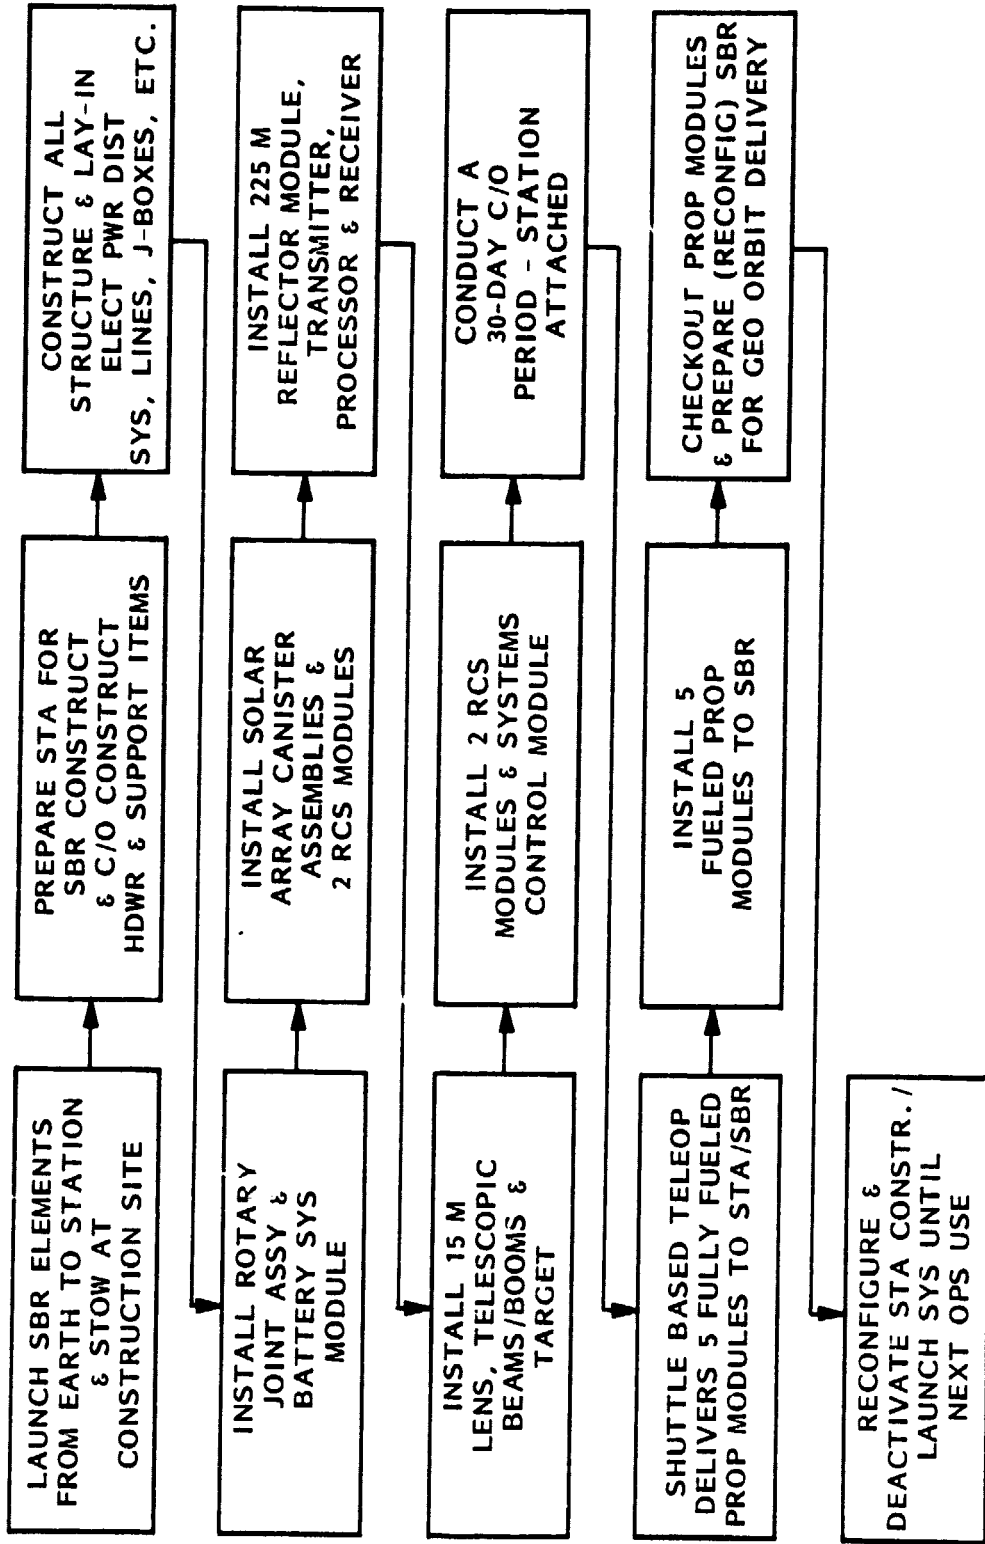 LAUNCH SBR ELEMENTS
FROM EARTH TO STATION
& STOW AT
CONSTRUCTION SITE
PREPARE STA FOR
SBR CONSTRUCT
& C/O CONSTRUCT
HDWR & SUPPORT ITEMS
CONSTRUCT ALL
STRUCTURE & LAY-IN
ELECT PWR DIST
SYS, LINES, J-BOXES, ETC.
INSTALL ROTARY
JOINT ASSY &
BATTERY SYS
MODULE
INSTALL SOLAR
ARRAY CANISTER
ASSEMBLIES &
2 RCS MODULES
INSTALL 225 M
REFLECTOR MODULE,
TRANSMITTER,
PROCESSOR & RECEIVER
INSTALL 15 M
LENS, TELESCOPIC
BEAMS/BOOMS &
TARGET
INSTALL 2 RCS
MODULES & SYSTEMS
CONTROL MODULE
CONDUCT A
30-DAY C/O
PERIOD - STATION
ATTACHED
SHUTTLE BASED TELEOP
DELIVERS 5 FULLY FUELED
PROP MODULES TO STA/SBR
INSTALL 5
FUELED PROP
MODULES TO SBR
CHECKOUT PROP MODULES
& PREPARE (RECONFIG) SBR
FOR GEO ORBIT DELIVERY
RECONFIGURE &
DEACTIVATE STA CONSTR./
LAUNCH SYS UNTIL
NEXT OPS USE